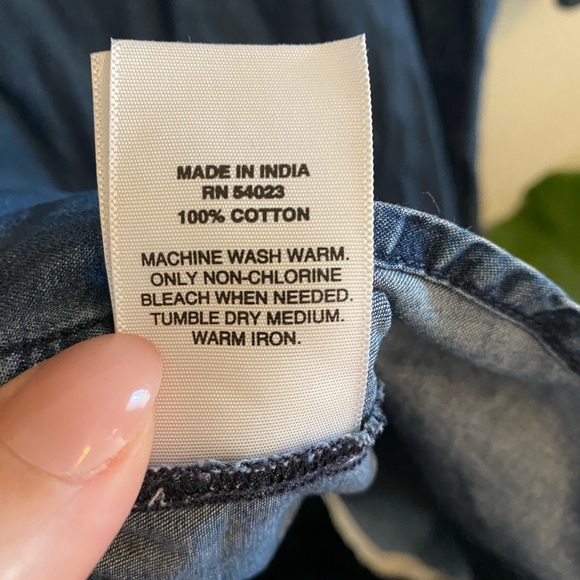 MADE IN INDIA
RN 54023
100% COTTON
MACHINE WASH WARM.
ONLY NON-CHLORINE
BLEACH WHEN NEEDED.
TUMBLE DRY MEDIUM.
WARM IRON.